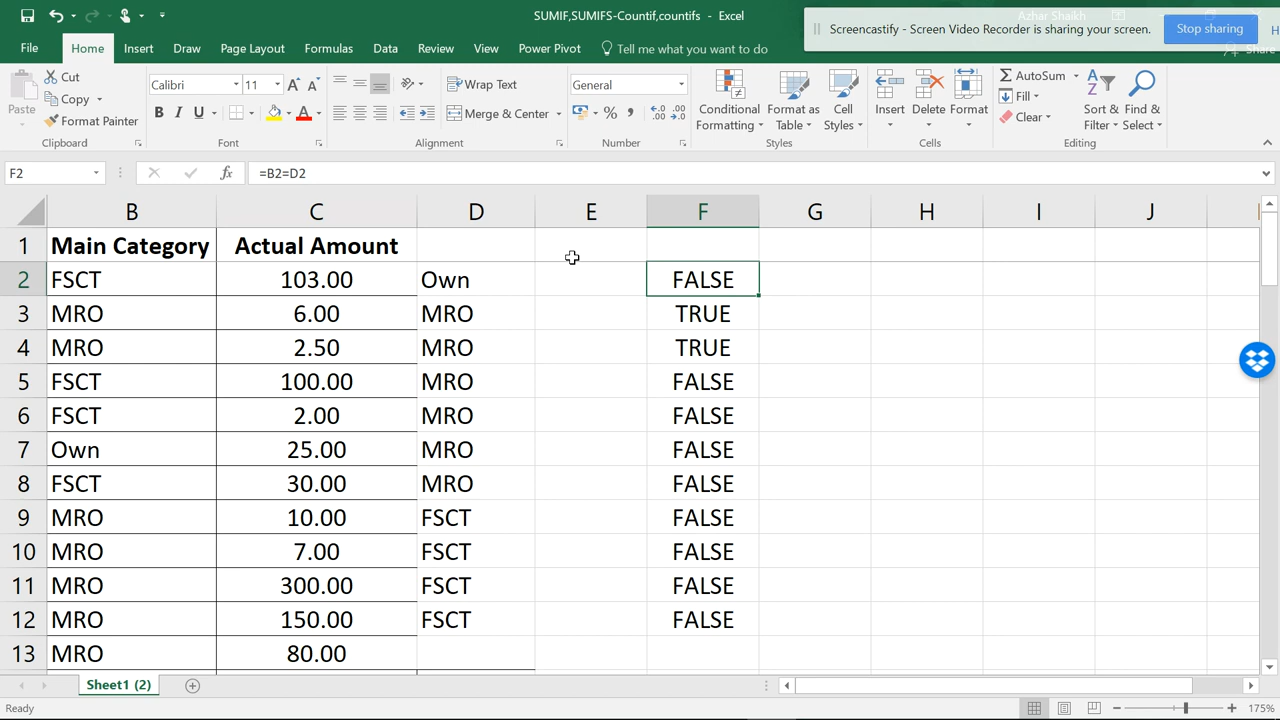 SUMIF,SUMIFS-Countif,countifs - Excel
Azhar Shaikh
Screencastify - Screen Video Recorder is sharing your screen.
Stop sharing
H
File Home Insert Draw Page Layout Formulas Data Review View Power Pivot Tell me what you want to do
Share
Paste
Cut
Copy
Format Painter
Calibri 11
B I U
Wrap Text
Merge & Center
General
Conditional Formatting
Format as Table
Cell Styles
Insert Delete Format
AutoSum
Fill
Clear
Sort & Filter
Find & Select
Clipboard Font Alignment Number Styles Cells Editing
F2 fx =B2=D2
B C D E F G H I J
1 Main Category Actual Amount
2 FSCT 103.00 Own FALSE
3 MRO 6.00 MRO TRUE
4 MRO 2.50 MRO TRUE
5 FSCT 100.00 MRO FALSE
6 FSCT 2.00 MRO FALSE
7 Own 25.00 MRO FALSE
8 FSCT 30.00 MRO FALSE
9 MRO 10.00 FSCT FALSE
10 MRO 7.00 FSCT FALSE
11 MRO 300.00 FSCT FALSE
12 MRO 150.00 FSCT FALSE
13 MRO 80.00
Sheet1 (2)
Ready 175%